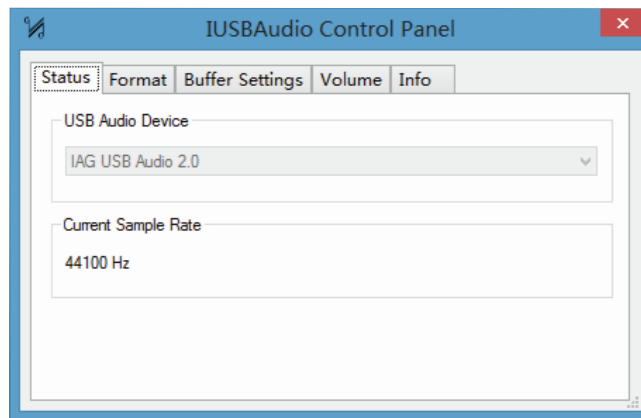 IUSBAudio Control Panel
Status Format Buffer Settings Volume Info
USB Audio Device
IAG USB Audio 2.0
Current Sample Rate
44100 Hz